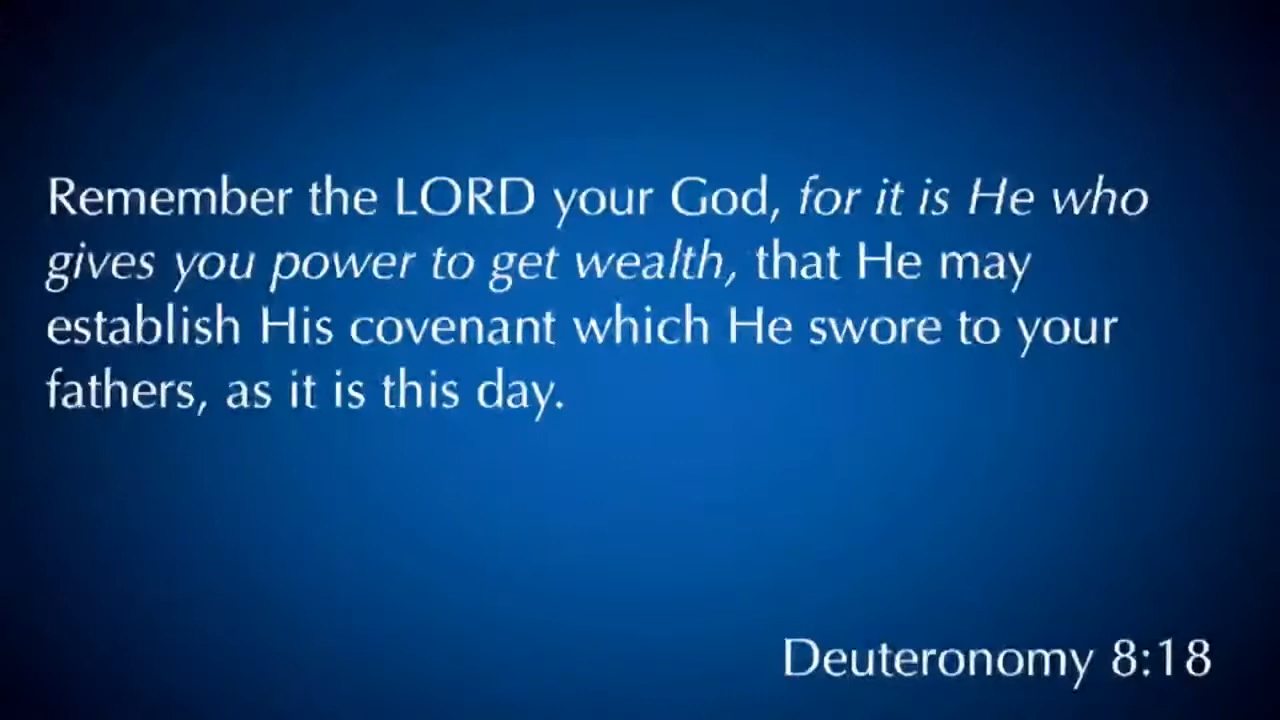 Remember the LORD your God, for it is He who
gives you power to get wealth, that He may
establish His covenant which He swore to your
fathers, as it is this day.
Deuteronomy 8:18